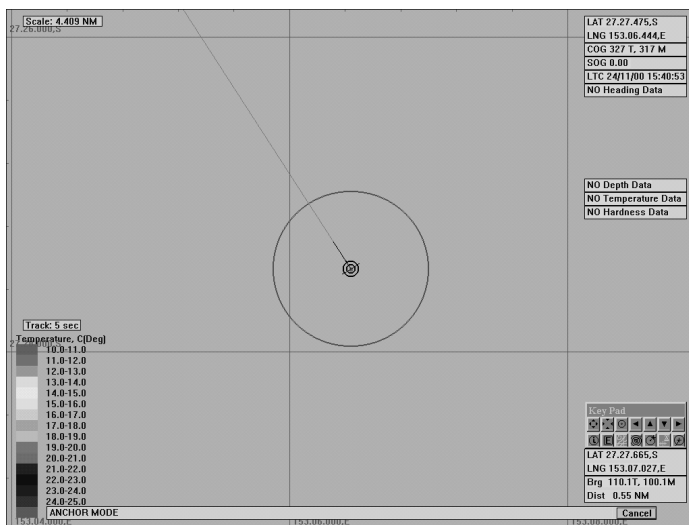 Scale: 4.409 NM
27.26.000,S
LAT 27.27.475,S
LNG 153.06.444,E
COG 327 T, 317 M
SOG 0.00
LTC 24/11/00 15:40:53
NO Heading Data
NO Depth Data
NO Temperature Data
NO Hardness Data
Track: 5 sec
Temperature, C[Deg]
10.0-11.0
11.0-12.0
12.0-13.0
13.0-14.0
14.0-15.0
15.0-16.0
16.0-17.0
17.0-18.0
18.0-19.0
19.0-20.0
20.0-21.0
21.0-22.0
22.0-23.0
23.0-24.0
24.0-25.0
Key Pad
L E
LAT 27.27.665,S
LNG 153.07.027,E
Brg 110.1T, 100.1M
Dist 0.55 NM
ANCHOR MODE
Cancel
153.04.000,E
153.06.000,E
153.08.000,E